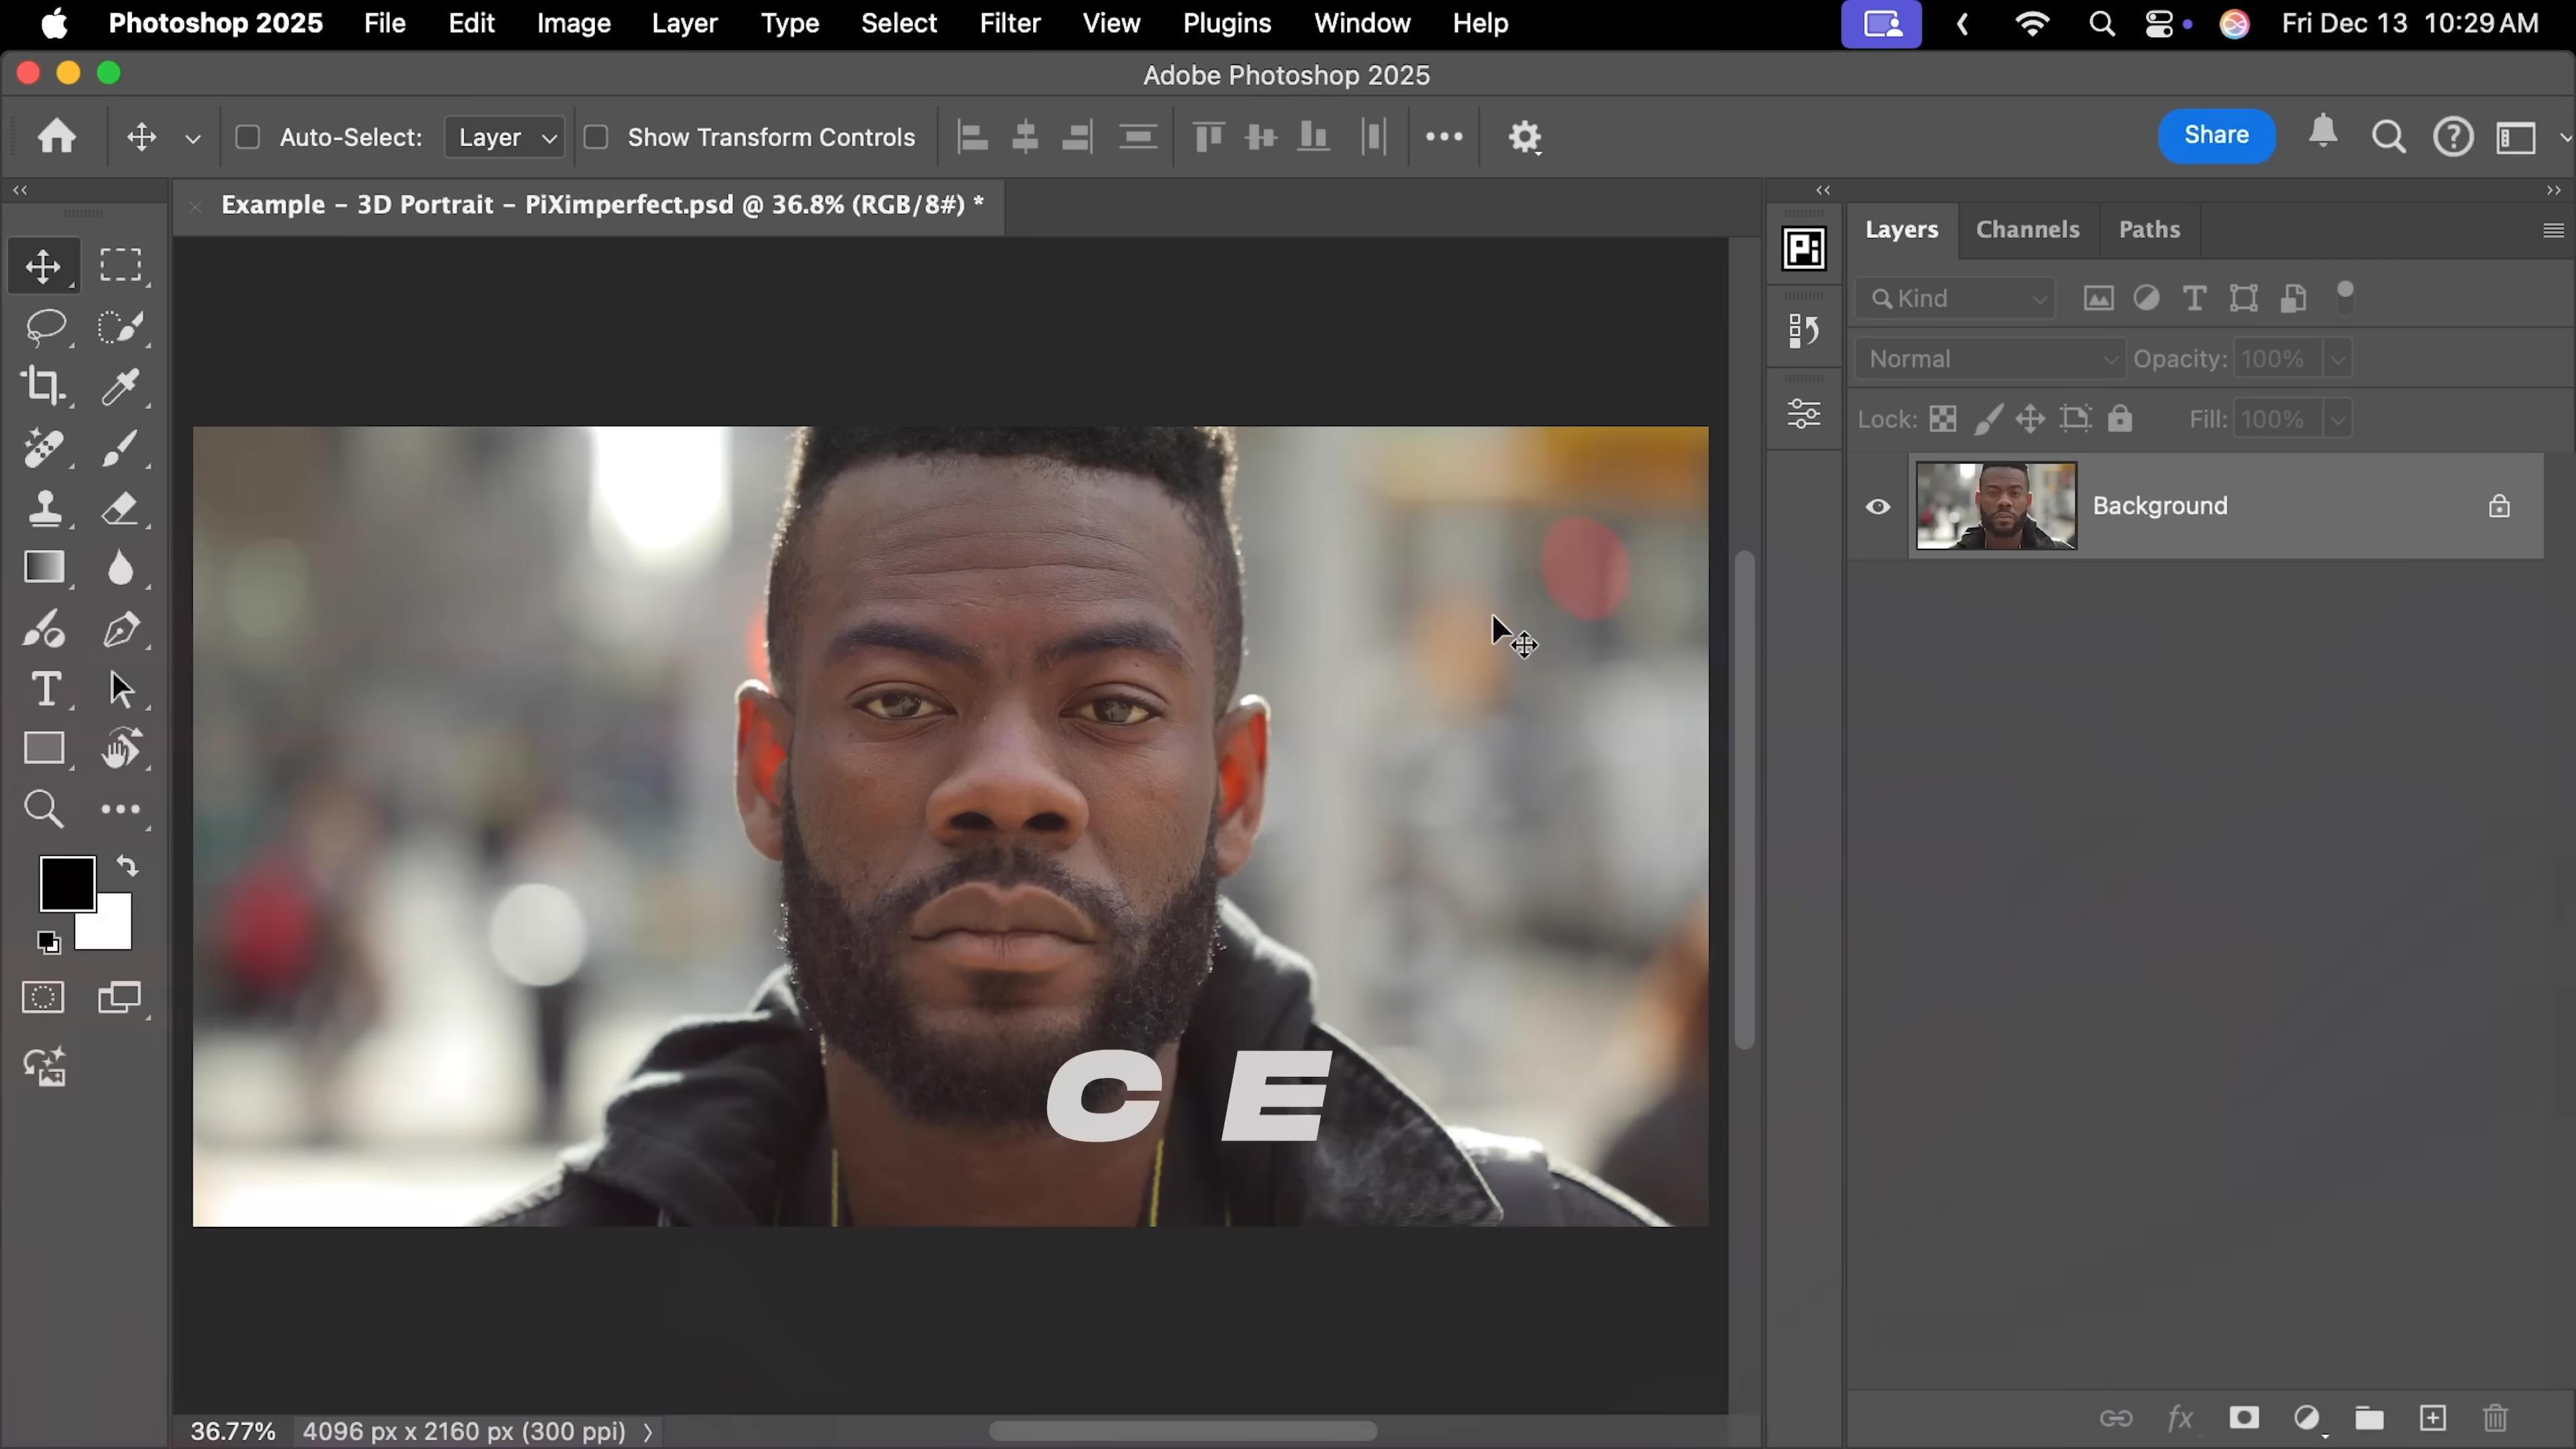 Photoshop 2025 File Edit Image Layer Type Select Filter View Plugins Window Help Fri Dec 13 10:29 AM
Adobe Photoshop 2025
Auto-Select: Layer Show Transform Controls Share
Example - 3D Portrait - PiXimperfect.psd @ 36.8% (RGB/8#) *
Pi
Layers Channels Paths
Kind
Normal Opacity: 100%
Lock: Fill: 100%
Background
C E
36.77% 4096 px x 2160 px (300 ppi)
fx